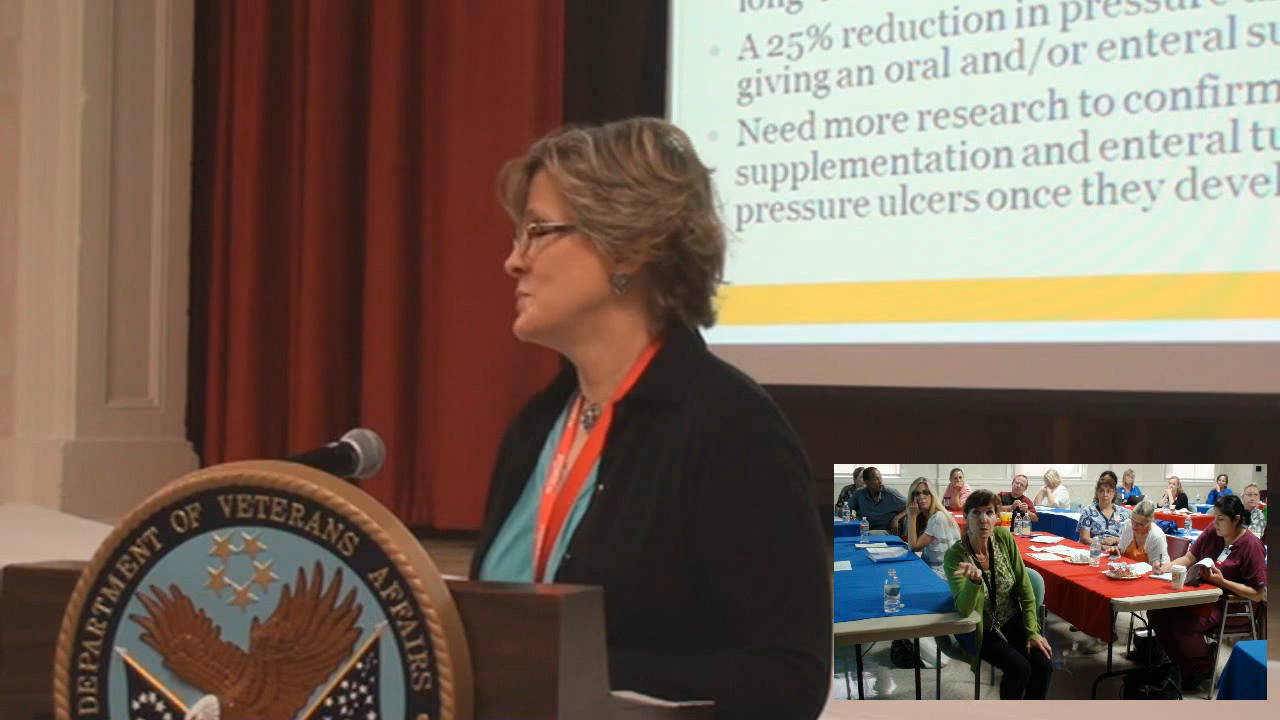 long-
A 25% reduction in pressure
giving an oral and/or enteral su
Need more research to confirm
supplementation and enteral tu
pressure ulcers once they devel
DEPARTMENT OF VETERANS AFFAIRS